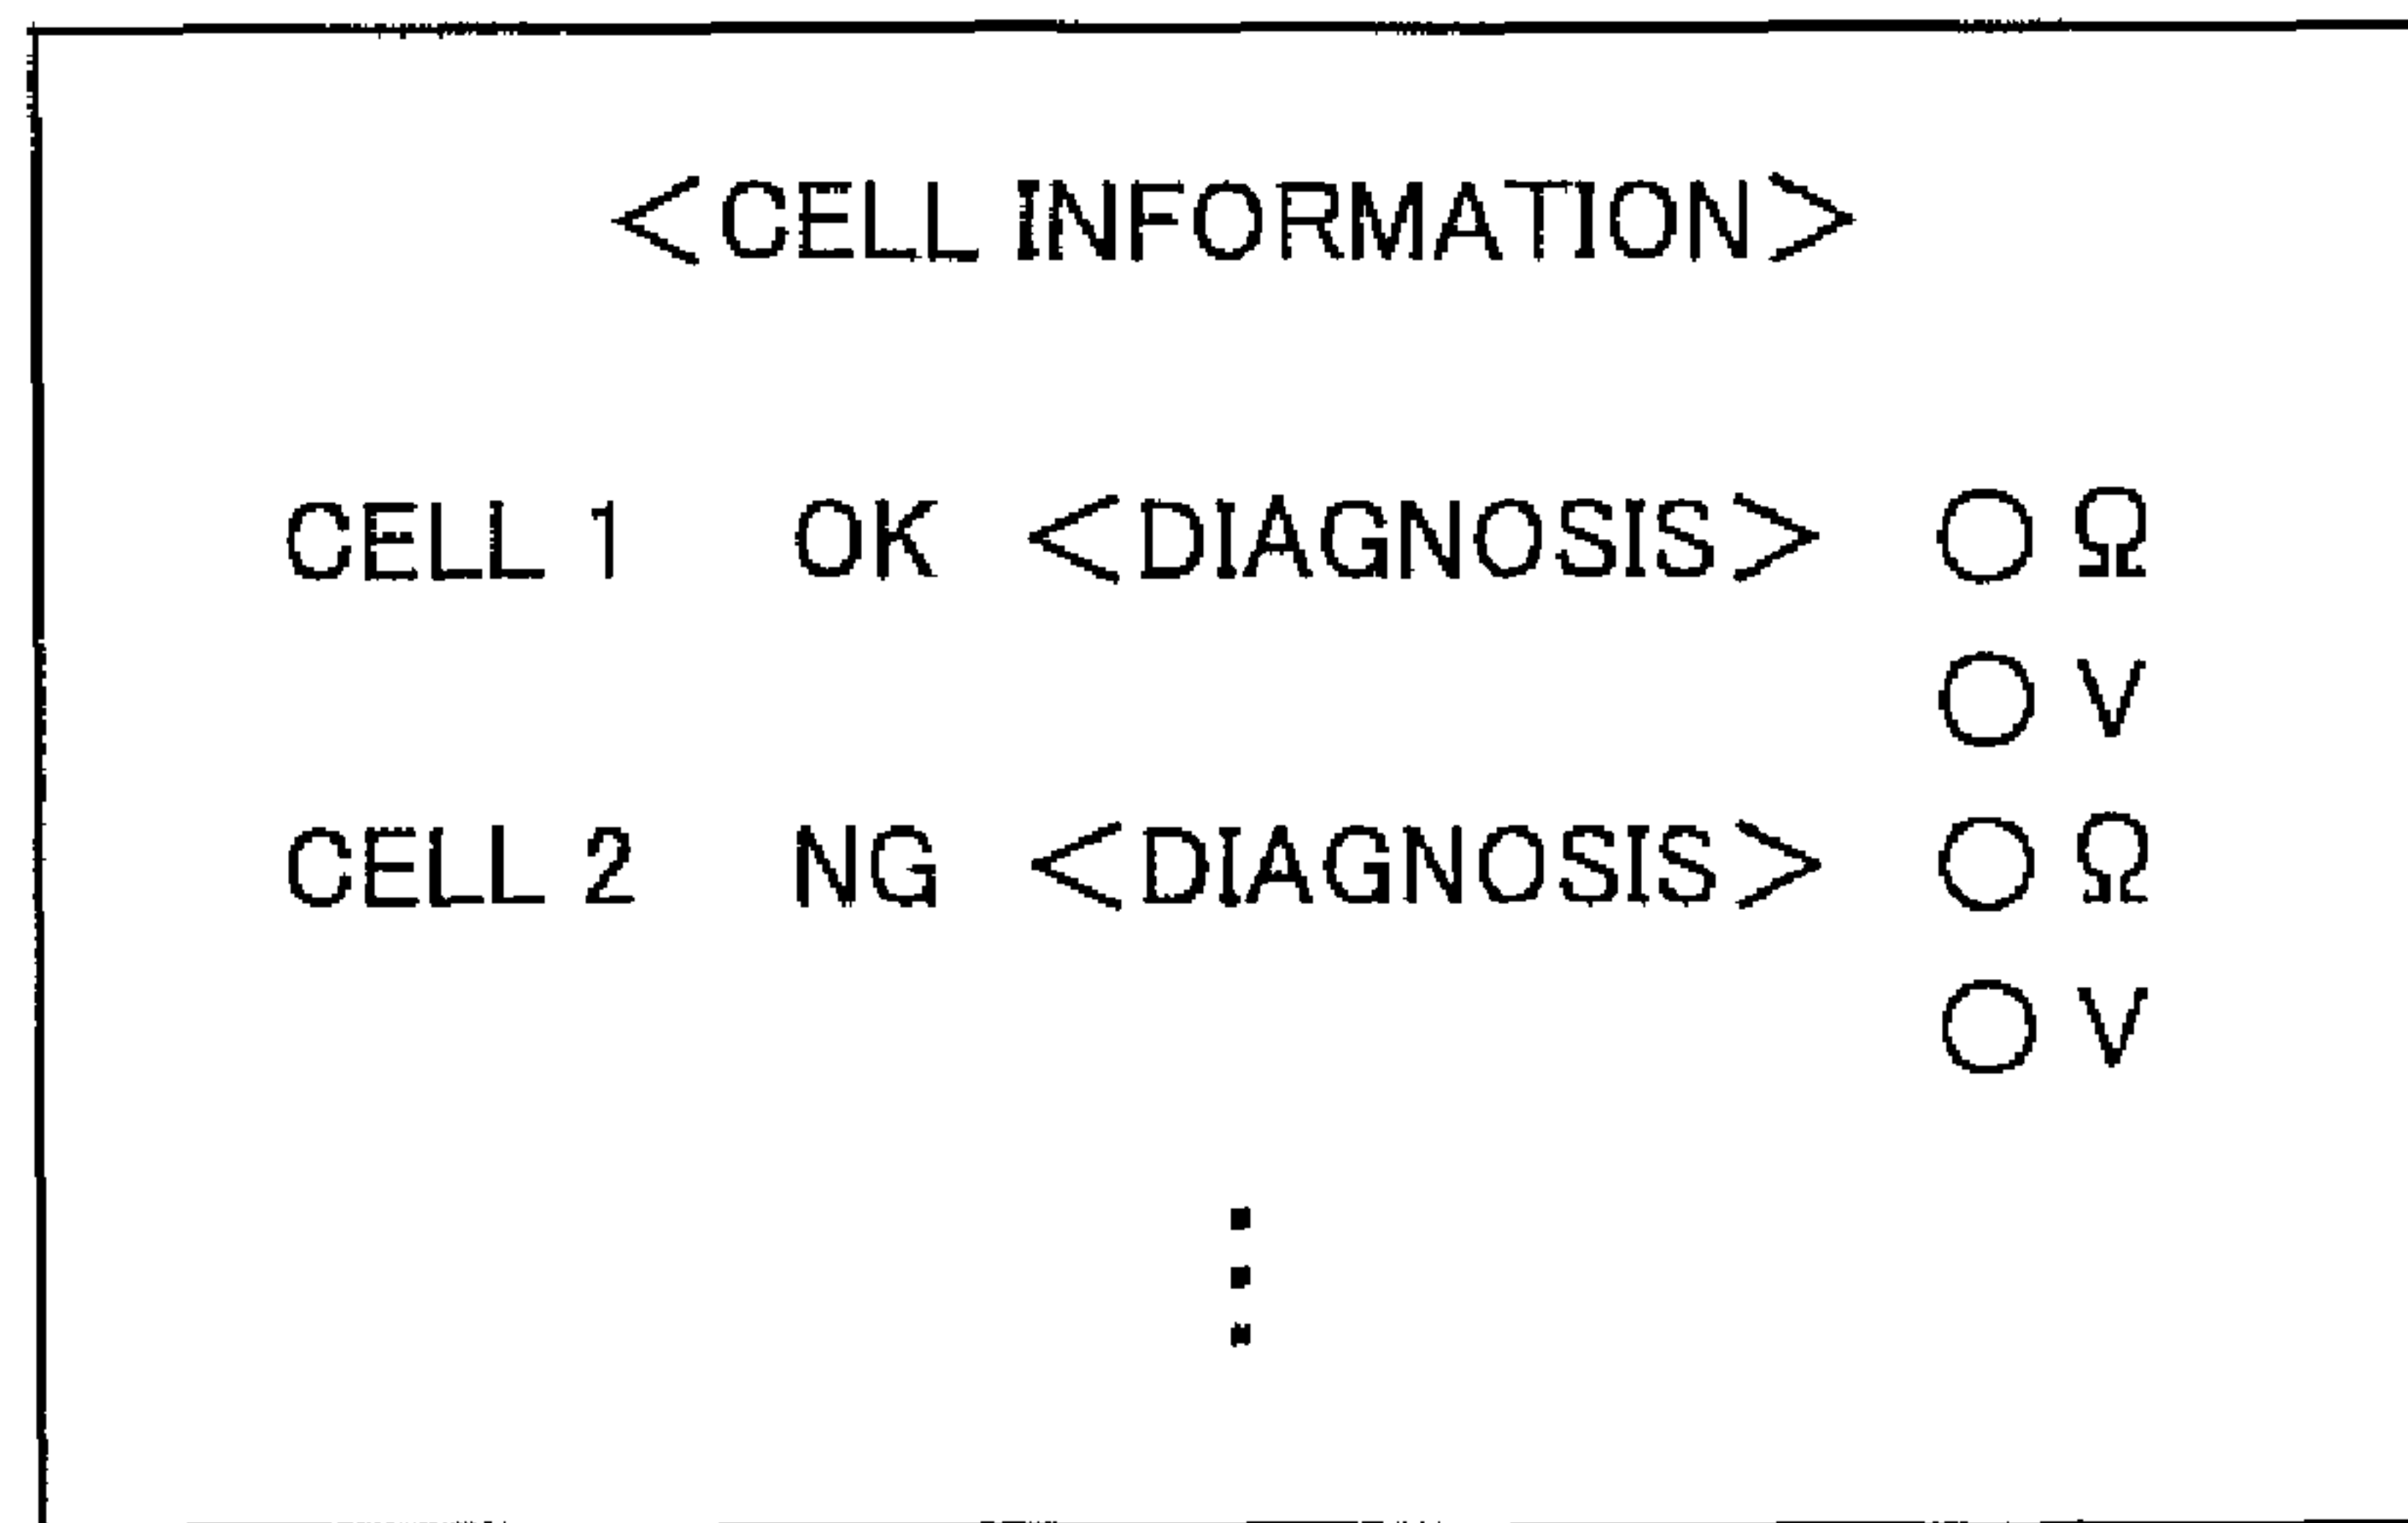 <CELL INFORMATION>
CELL 1 OK <DIAGNOSIS> ○ Ω
○ V
CELL 2 NG <DIAGNOSIS> ○ Ω
○ V
⋮